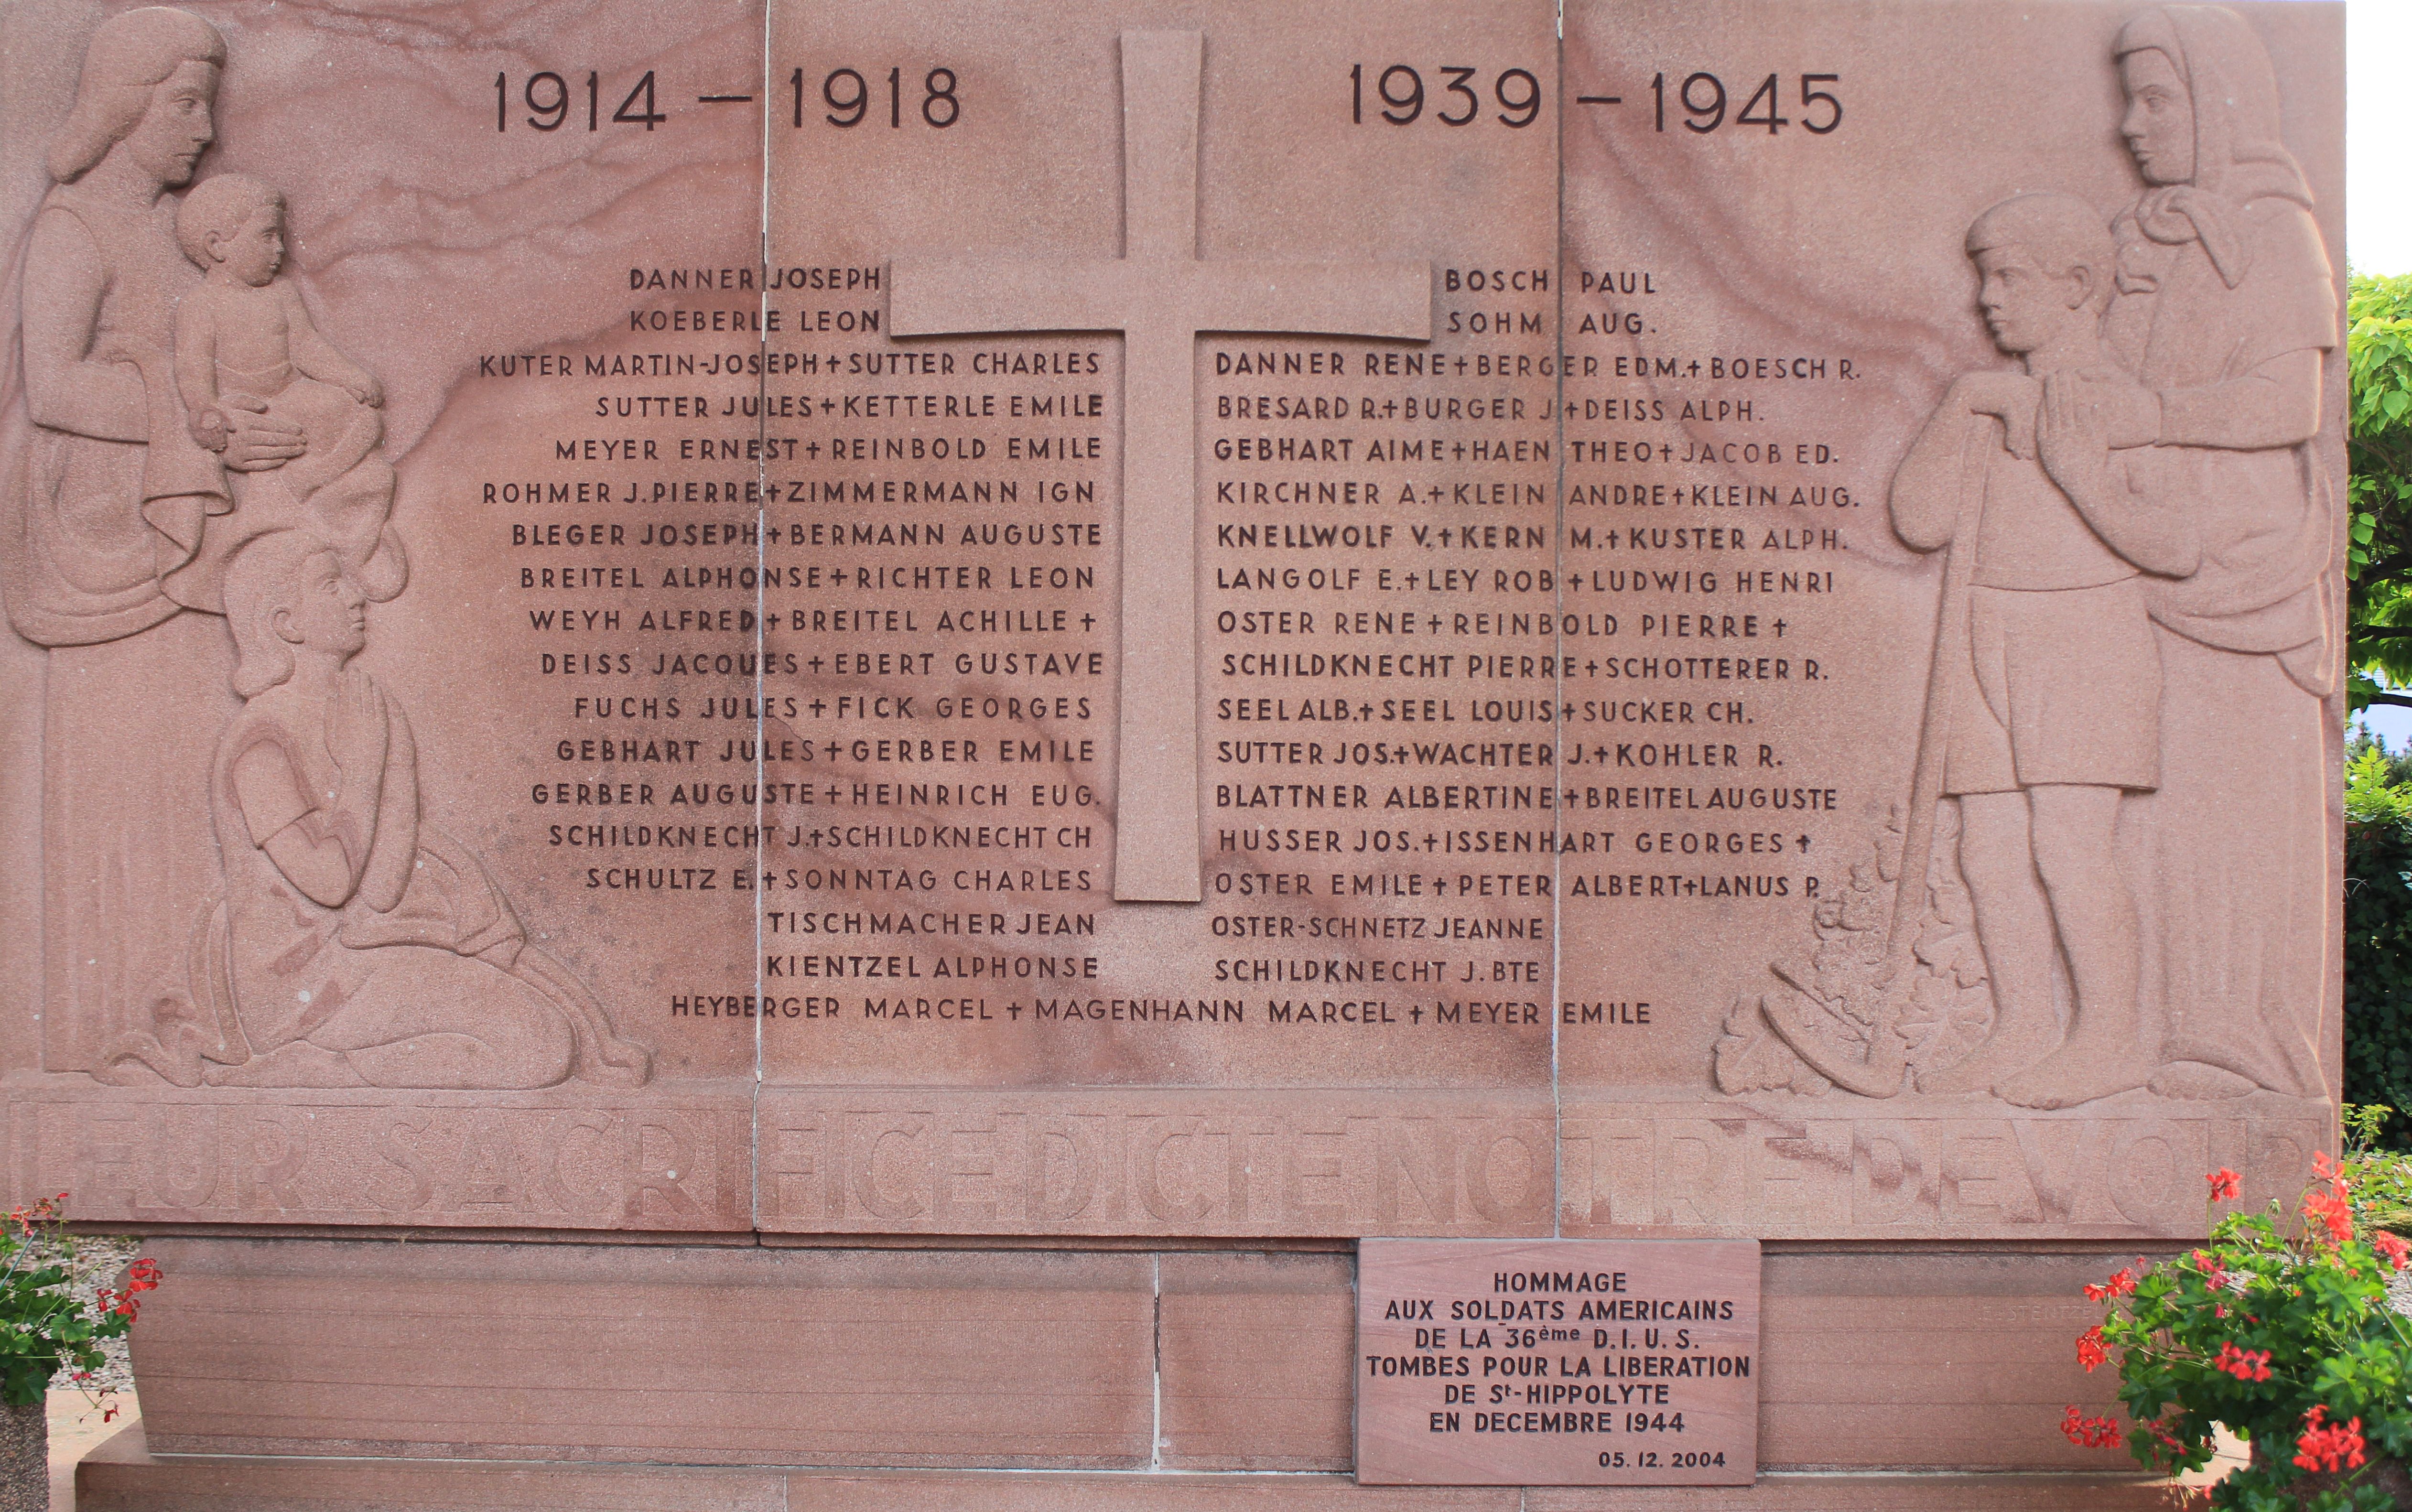 1914 – 1918
DANNER JOSEPH
KOEBERLE LEON
KUTER MARTIN-JOSEPH + SUTTER CHARLES
SUTTER JULES + KETTERLE EMILE
MEYER ERNEST + REINBOLD EMILE
ROHMER J.PIERRE + ZIMMERMANN IGN
BLEGER JOSEPH + BERMANN AUGUSTE
BREITEL ALPHONSE + RICHTER LEON
WEYH ALFRED + BREITEL ACHILLE +
DEISS JACQUES + EBERT GUSTAVE
FUCHS JULES + FICK GEORGES
GEBHART JULES + GERBER EMILE
GERBER AUGUSTE + HEINRICH EUG.
SCHILDKNECHT J. + SCHILDKNECHT CH
SCHULTZ E. + SONNTAG CHARLES
TISCHMACHER JEAN
KIENTZEL ALPHONSE
1939 – 1945
BOSCH PAUL
SOHM AUG.
DANNER RENE + BERGER EDM. + BOESCH R.
BRESARD R. + BURGER J + DEISS ALPH.
GEBHART AIME + HAEN THEO + JACOB ED.
KIRCHNER A. + KLEIN ANDRE + KLEIN AUG.
KNELLWOLF V. + KERN M. + KUSTER ALPH.
LANGOLF E. + LEY ROB + LUDWIG HENRI
OSTER RENE + REINBOLD PIERRE +
SCHILDKNECHT PIERRE + SCHOTTERER R.
SEEL ALB. + SEEL LOUIS + SUCKER CH.
SUTTER JOS. + WACHTER J. + KOHLER R.
BLATTNER ALBERTINE + BREITEL AUGUSTE
HUSSER JOS. + ISSENHART GEORGES +
OSTER EMILE + PETER ALBERT + LANUS P.
OSTER-SCHNETZ JEANNE
SCHILDKNECHT J. BTE
HEYBERGER MARCEL + MAGENHANN MARCEL + MEYER EMILE
LEUR SACRIFICE DICTE NOTRE DEVOIR
HOMMAGE
AUX SOLDATS AMERICAINS
DE LA 36ème D.I.U.S.
TOMBES POUR LA LIBERATION
DE St-HIPPOLYTE
EN DECEMBRE 1944
05.12.2004